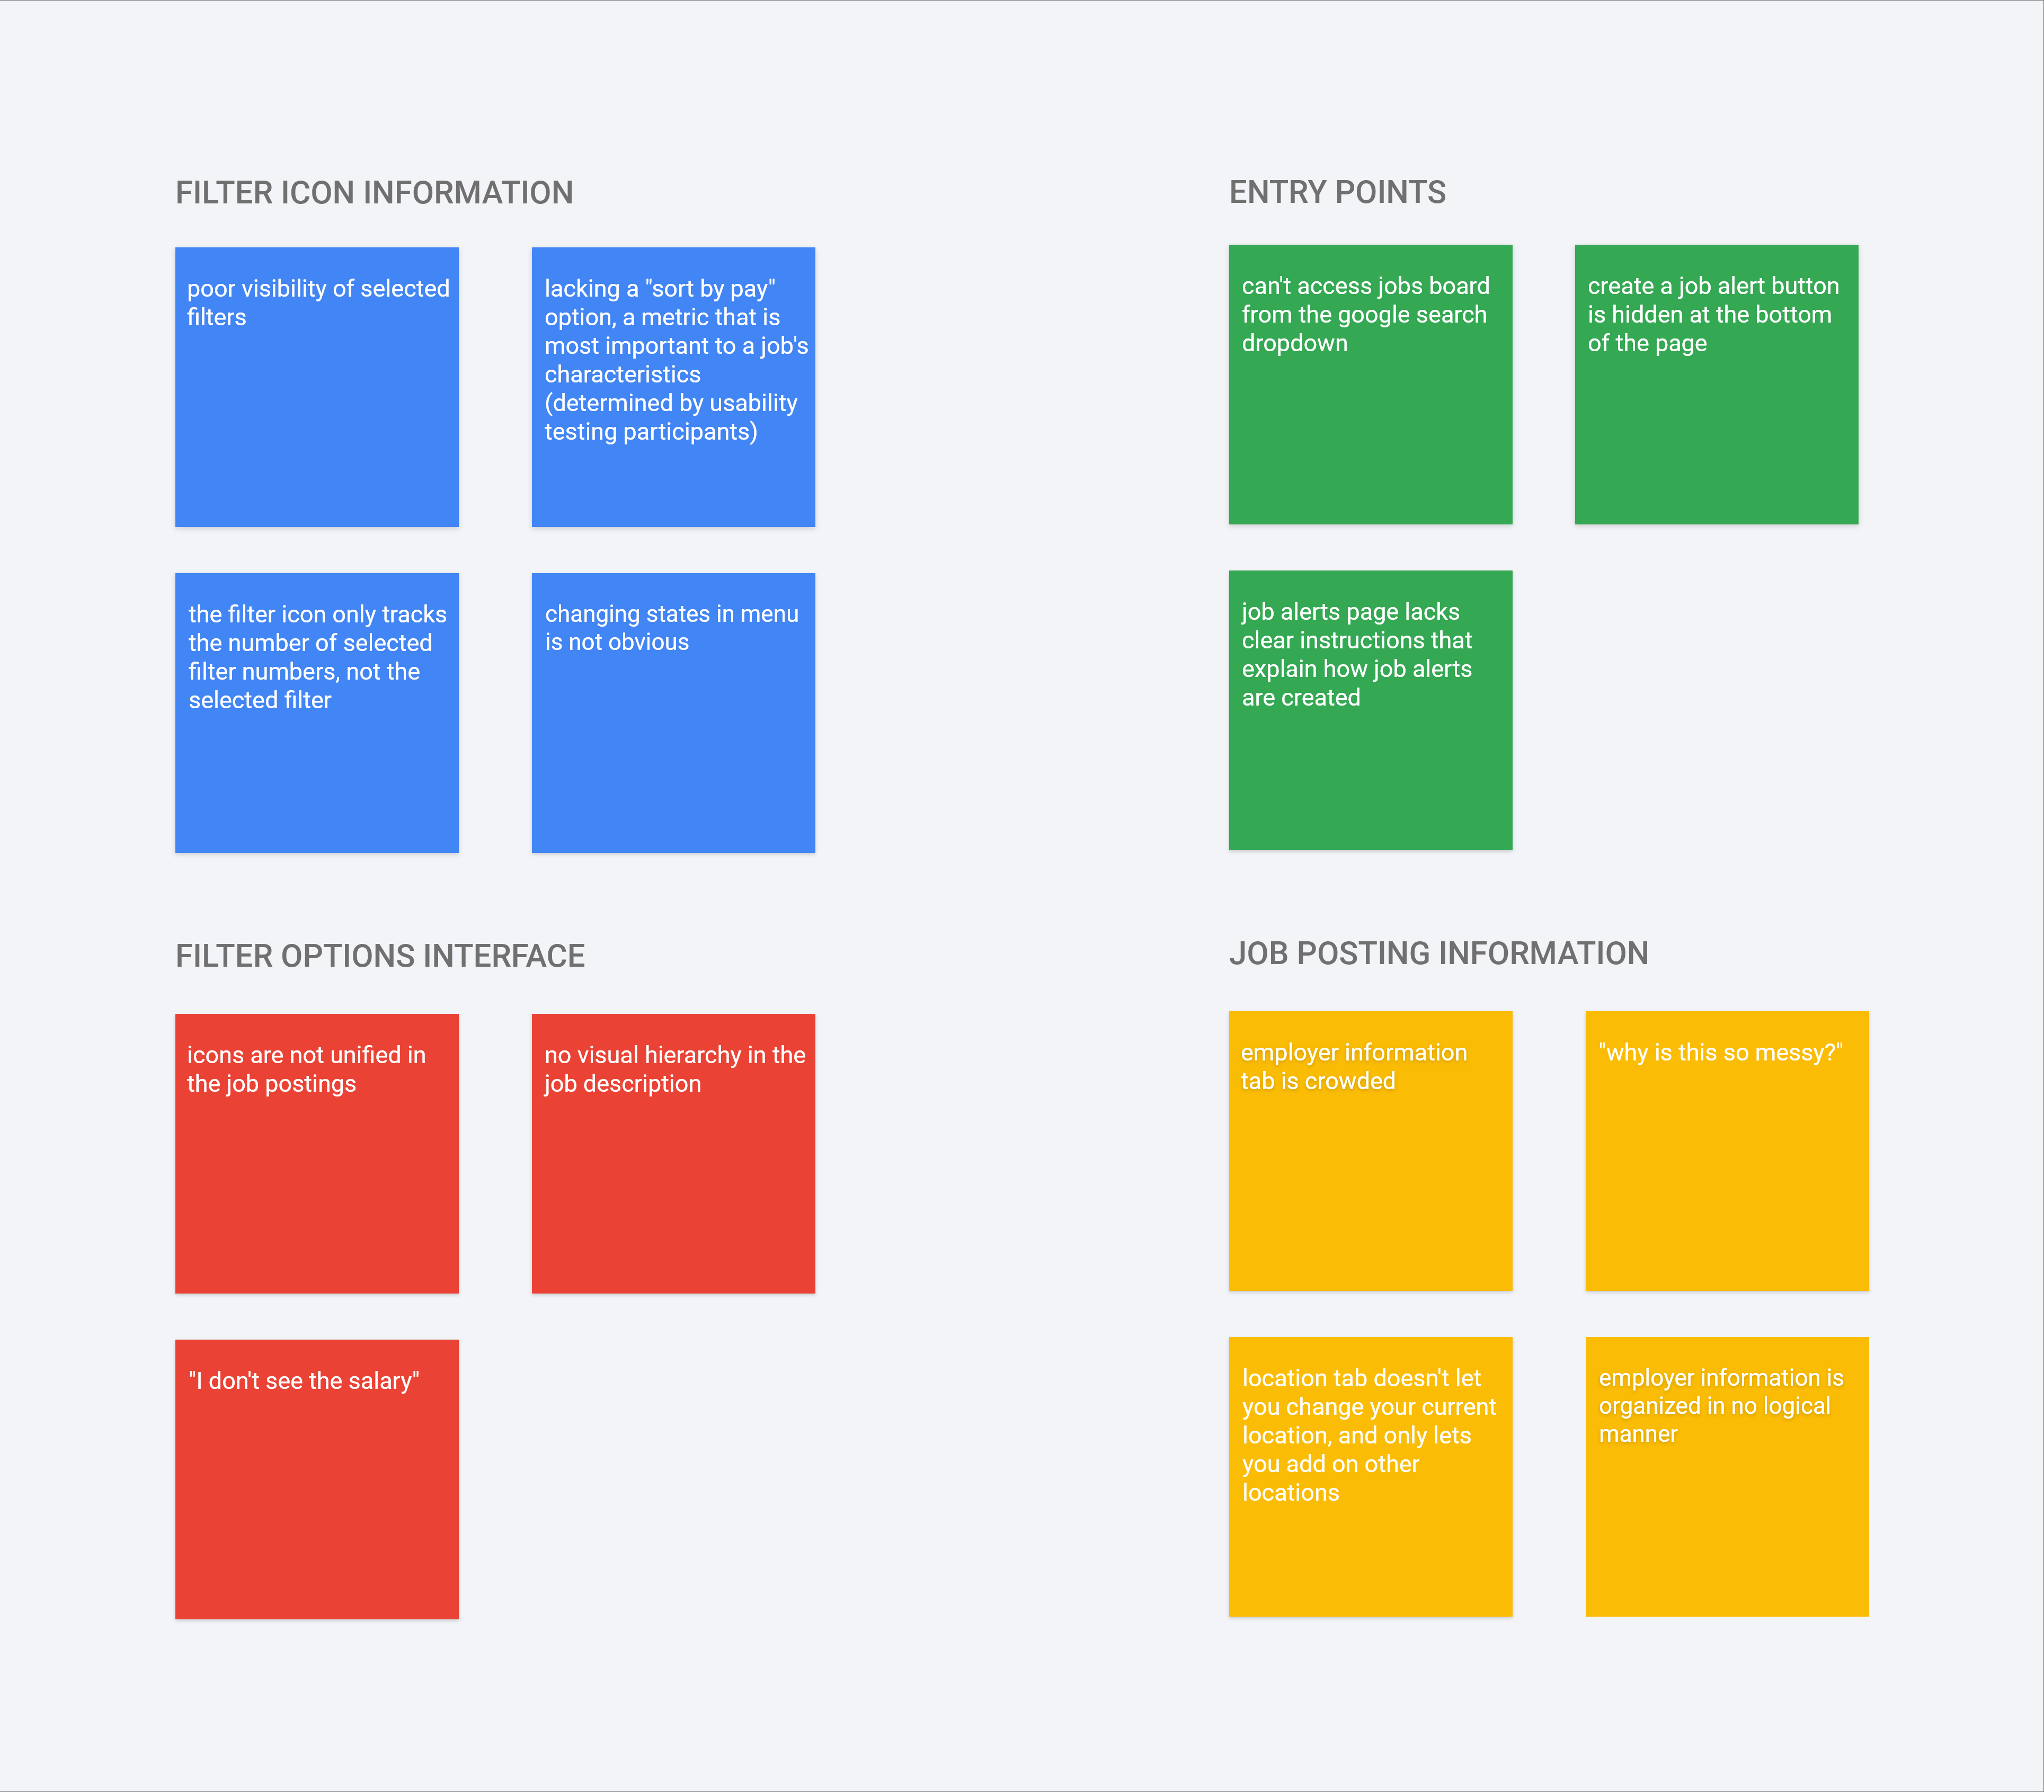 FILTER ICON INFORMATION
poor visibility of selected
filters
lacking a "sort by pay"
option, a metric that is
most important to a job's
characteristics
(determined by usability
testing participants)
the filter icon only tracks
the number of selected
filter numbers, not the
selected filter
changing states in menu
is not obvious
ENTRY POINTS
can't access jobs board
from the google search
dropdown
create a job alert button
is hidden at the bottom
of the page
job alerts page lacks
clear instructions that
explain how job alerts
are created
FILTER OPTIONS INTERFACE
icons are not unified in
the job postings
no visual hierarchy in the
job description
"I don't see the salary"
JOB POSTING INFORMATION
employer information
tab is crowded
"why is this so messy?"
location tab doesn't let
you change your current
location, and only lets
you add on other
locations
employer information is
organized in no logical
manner